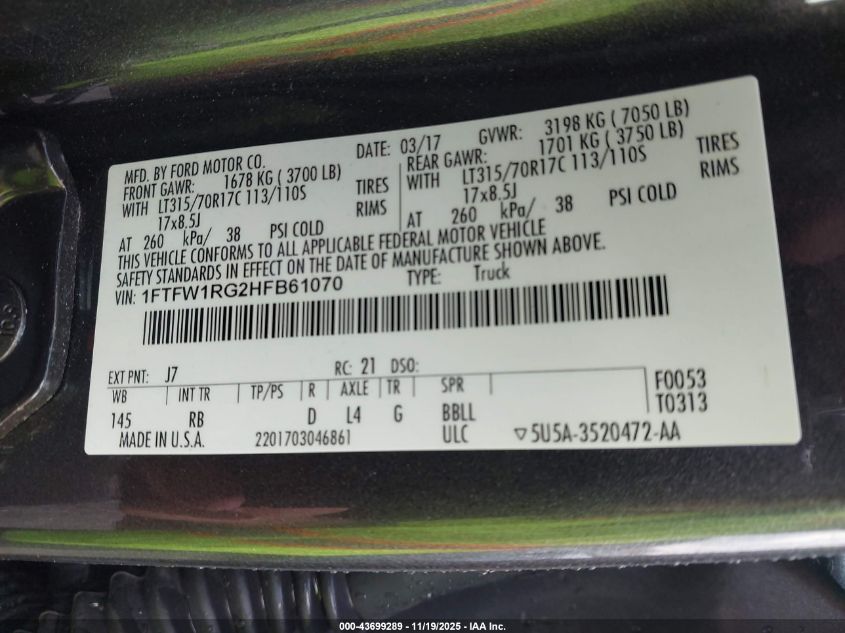 MFD. BY FORD MOTOR CO.
DATE: 03/17 GVWR: 3198 KG ( 7050 LB)
FRONT GAWR: 1678 KG ( 3700 LB)
REAR GAWR: 1701 KG ( 3750 LB)
WITH LT315/70R17C 113/110S TIRES
WITH LT315/70R17C 113/110S TIRES
17x8.5J RIMS
17x8.5J RIMS
AT 260 kPa/ 38 PSI COLD
AT 260 kPa/ 38 PSI COLD
THIS VEHICLE CONFORMS TO ALL APPLICABLE FEDERAL MOTOR VEHICLE
SAFETY STANDARDS IN EFFECT ON THE DATE OF MANUFACTURE SHOWN ABOVE.
VIN: 1FTFW1RG2HFB61070 TYPE: Truck
EXT PNT: J7 RC: 21 DSO:
WB INT TR TP/PS R AXLE TR SPR F0053
145 RB D L4 G BBLL T0313
MADE IN U.S.A. 2201703046861 ULC ▽5U5A-3520472-AA
000-43699289 - 11/19/2025 - IAA Inc.